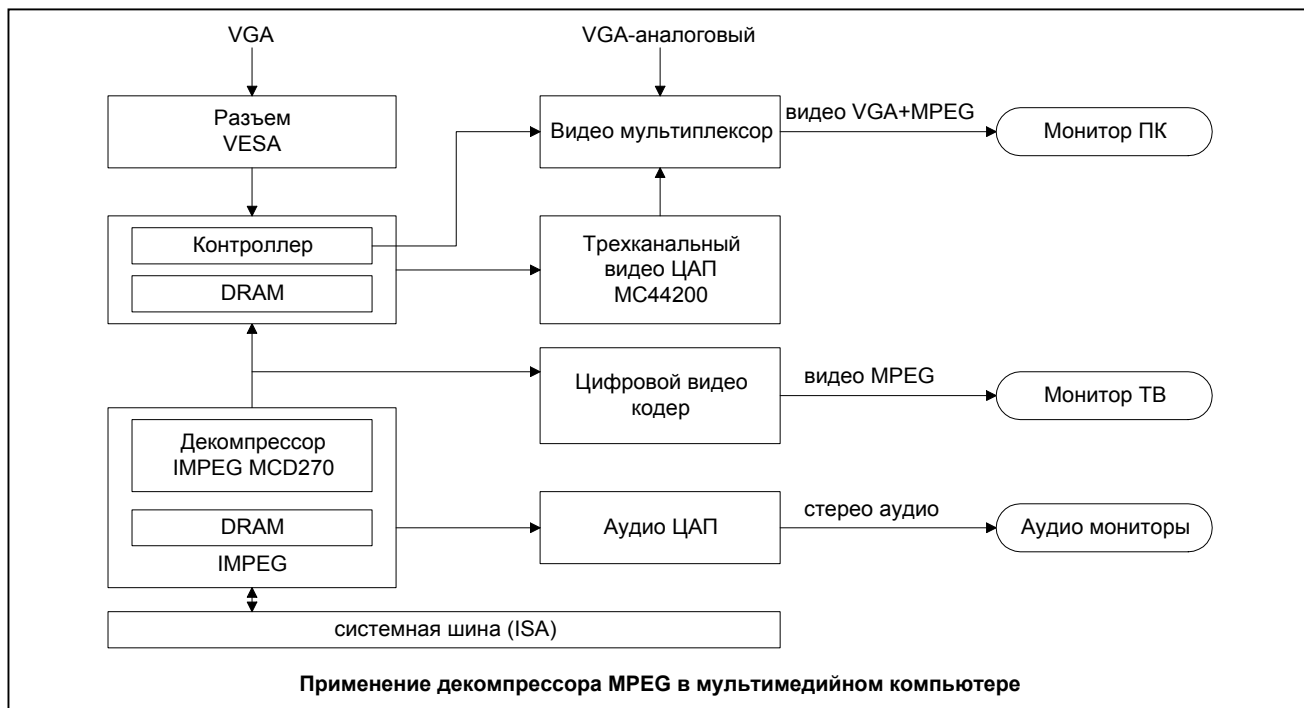 VGA
VGA-аналоговый
Разъем
VESA
Видео мультиплексор
видео VGA+MPEG
Монитор ПК
Контроллер
DRAM
Трехканальный
видео ЦАП
MC44200
Цифровой видео
кодер
видео MPEG
Монитор ТВ
Декомпрессор
IMPEG MCD270
DRAM
IMPEG
Аудио ЦАП
стерео аудио
Аудио мониторы
системная шина (ISA)
Применение декомпрессора MPEG в мультимедийном компьютере